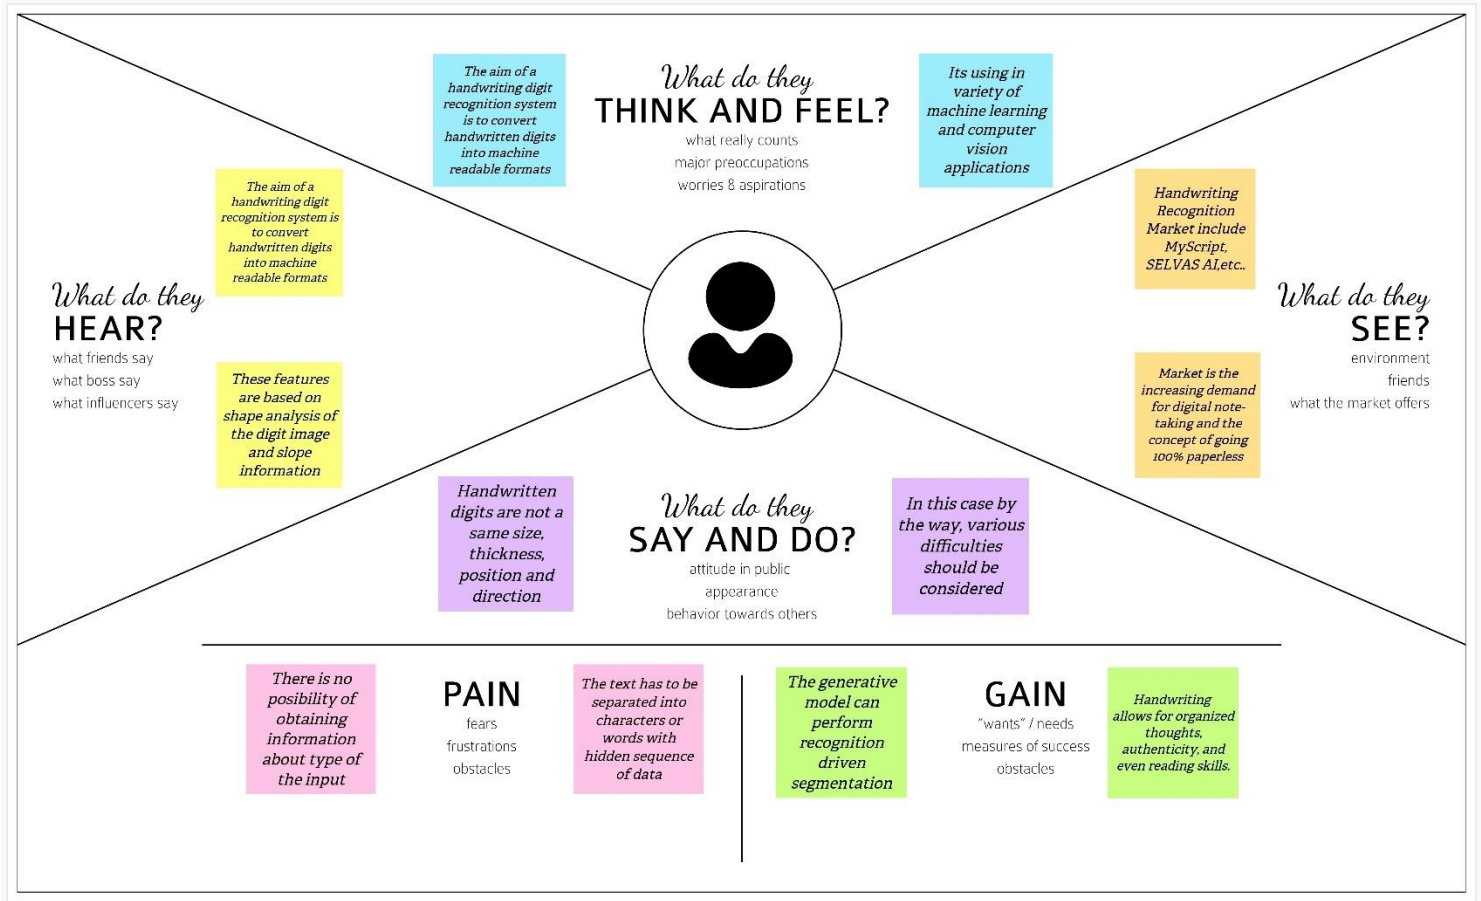 The aim of a
handwriting digit
recognition system
is to convert
handwritten digits
into machine
readable formats
What do they
THINK AND FEEL?
what really counts
major preoccupations
worries & aspirations
Its using in
variety of
machine learning
and computer
vision
applications
The aim of a
handwriting digit
recognition system is
to convert
handwritten digits
into machine
readable formats
What do they
HEAR?
what friends say
what boss say
what influencers say
These features
are based on
shape analysis of
the digit image
and slope
information
Handwriting
Recognition
Market include
MyScript,
SELVAS AI,etc..
What do they
SEE?
environment
friends
what the market offers
Market is the
increasing demand
for digital note-
taking and the
concept of going
100% paperless
Handwritten
digits are not a
same size,
thickness,
position and
direction
What do they
SAY AND DO?
attitude in public
appearance
behavior towards others
In this case by
the way, various
difficulties
should be
considered
There is no
posibility of
obtaining
information
about type of
the input
PAIN
fears
frustrations
obstacles
The text has to be
separated into
characters or
words with
hidden sequence
of data
The generative
model can
perform
recognition
driven
segmentation
GAIN
"wants" / needs
measures of success
obstacles
Handwriting
allows for organized
thoughts,
authenticity, and
even reading skills.